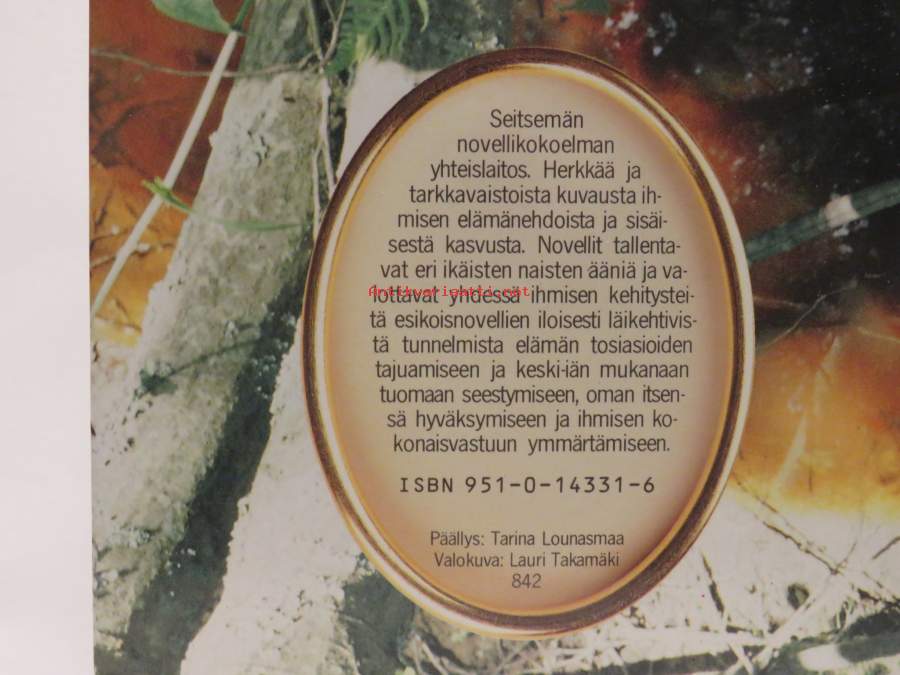 Seitsemän
novellikokoelman
yhteislaitos. Herkkää ja
tarkkavaistoista kuvausta ih-
misen elämänehdoista ja sisäi-
sestä kasvusta. Novellit tallenta-
vat eri ikäisten naisten ääniä ja va-
Antikvariaatti.net
lottavat yhdessä ihmisen kehitystei-
tä esikoisnovellien iloisesti läikehtivis-
tä tunnelmista elämän tosiasioiden
tajuamiseen ja keski-iän mukanaan
tuomaan seestymiseen, oman itsen-
sä hyväksymiseen ja ihmisen ko-
konaisvastuun ymmärtämiseen.
ISBN 951-0-14331-6
Päällys: Tarina Lounasmaa
Valokuva: Lauri Takamäki
842